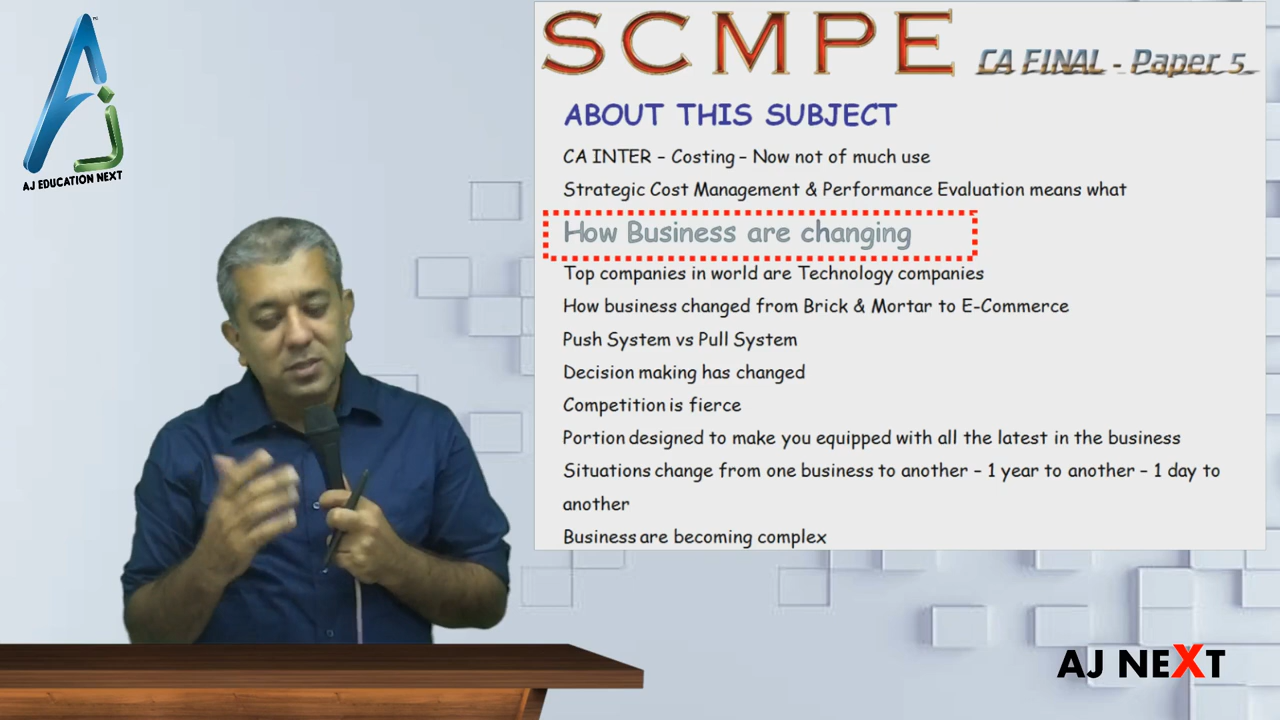 AJ EDUCATION NEXT
SCMPE CA FINAL - Paper 5
ABOUT THIS SUBJECT
CA INTER – Costing – Now not of much use
Strategic Cost Management & Performance Evaluation means what
How Business are changing
Top companies in world are Technology companies
How business changed from Brick & Mortar to E-Commerce
Push System vs Pull System
Decision making has changed
Competition is fierce
Portion designed to make you equipped with all the latest in the business
Situations change from one business to another – 1 year to another – 1 day to
another
Business are becoming complex
AJ NEXT